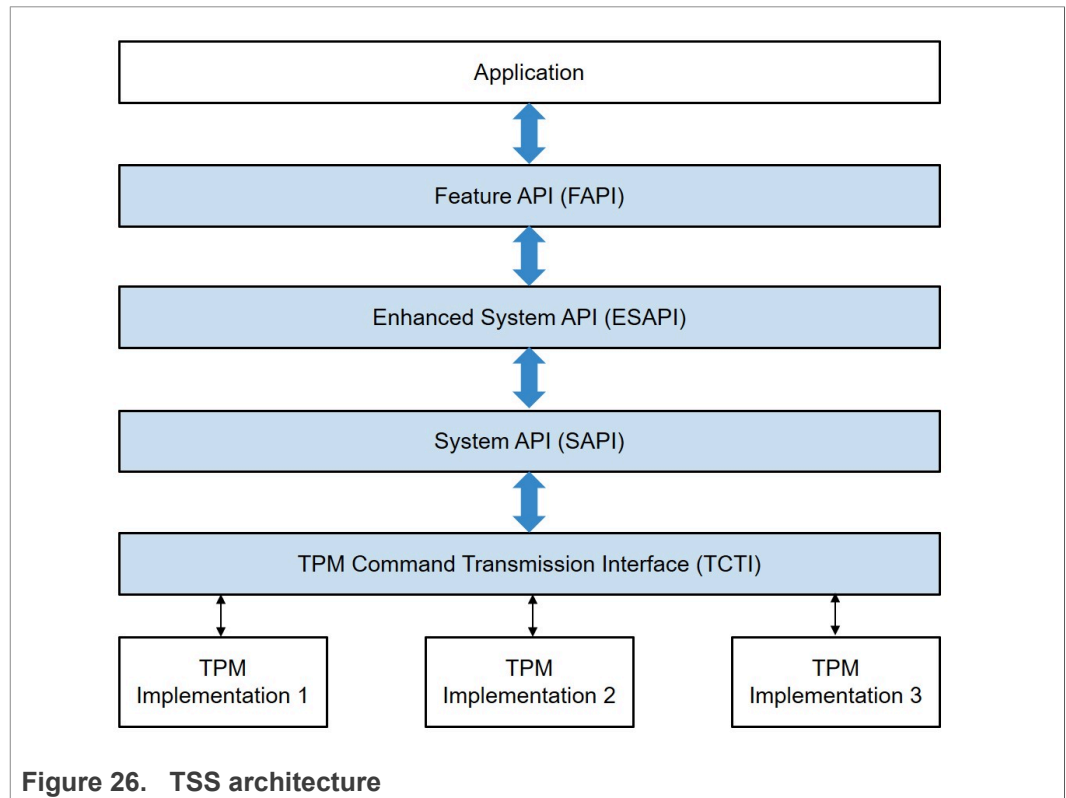 Application
Feature API (FAPI)
Enhanced System API (ESAPI)
System API (SAPI)
TPM Command Transmission Interface (TCTI)
TPM
Implementation 1
TPM
Implementation 2
TPM
Implementation 3
Figure 26. TSS architecture